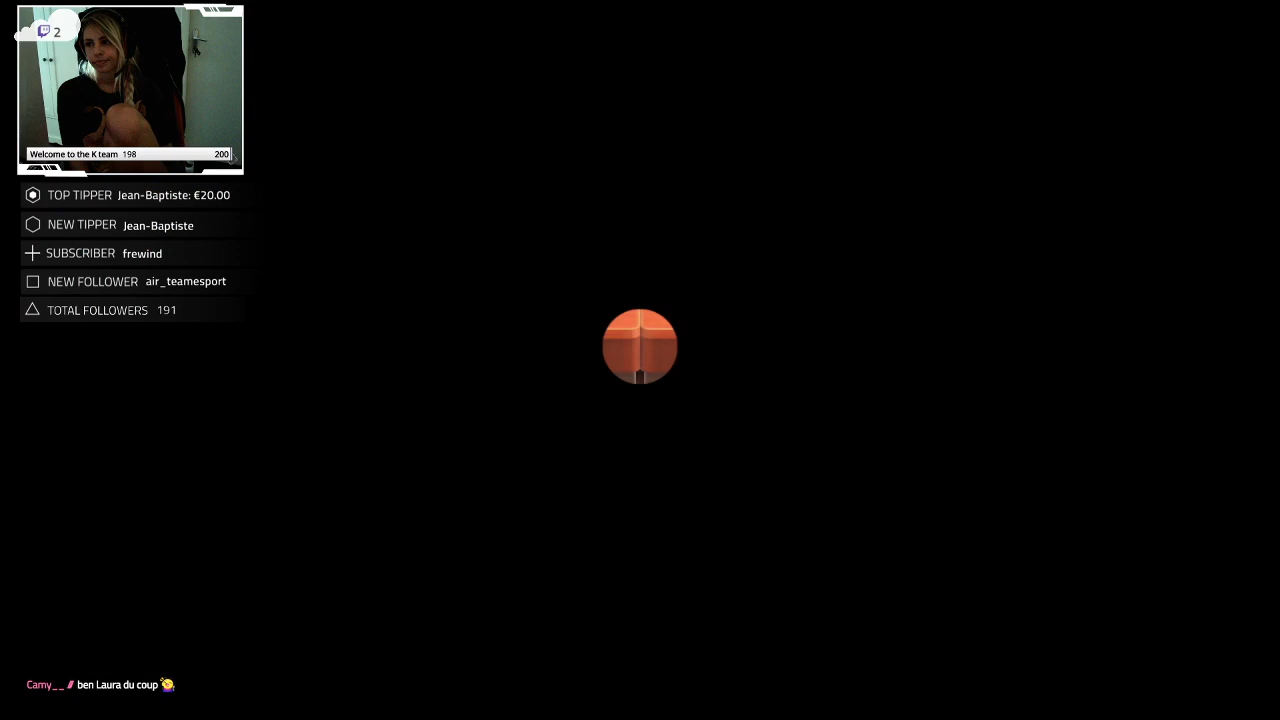 2
Welcome to the K team 198 200
TOP TIPPER Jean-Baptiste: €20.00
NEW TIPPER Jean-Baptiste
SUBSCRIBER frewind
NEW FOLLOWER air_teamesport
TOTAL FOLLOWERS 191
Camy__ ben Laura du coup